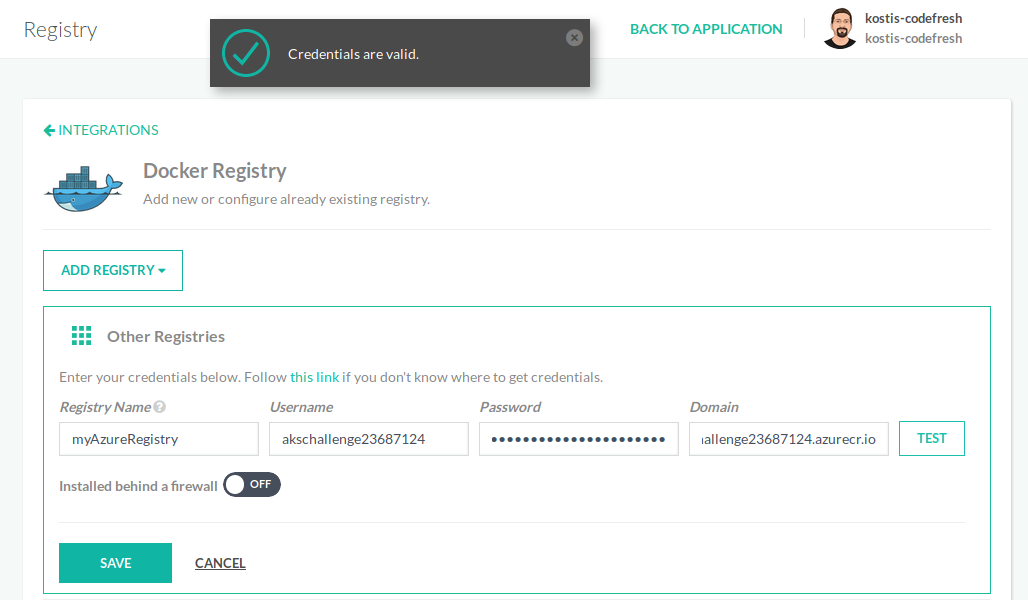 Registry
Credentials are valid.
BACK TO APPLICATION
kostis-codefresh
kostis-codefresh
INTEGRATIONS
Docker Registry
Add new or configure already existing registry.
ADD REGISTRY
Other Registries
Enter your credentials below. Follow this link if you don't know where to get credentials.
Registry Name Username Password Domain
myAzureRegistry akschallenge23687124 •••••••••••••••••••••• allenge23687124.azurecr.io TEST
Installed behind a firewall OFF
SAVE CANCEL